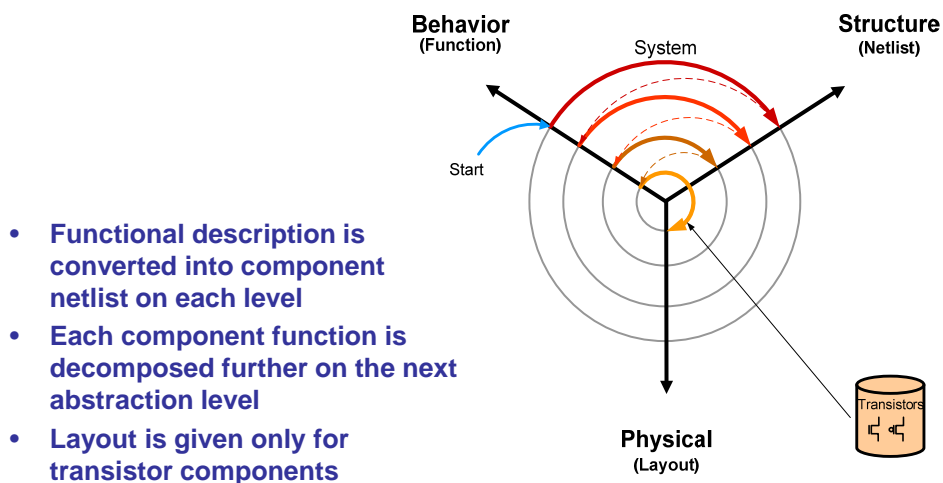 Behavior
(Function)
Structure
(Netlist)
System
Start
• Functional description is
converted into component
netlist on each level
• Each component function is
decomposed further on the next
abstraction level
• Layout is given only for
transistor components
Transistors
Physical
(Layout)